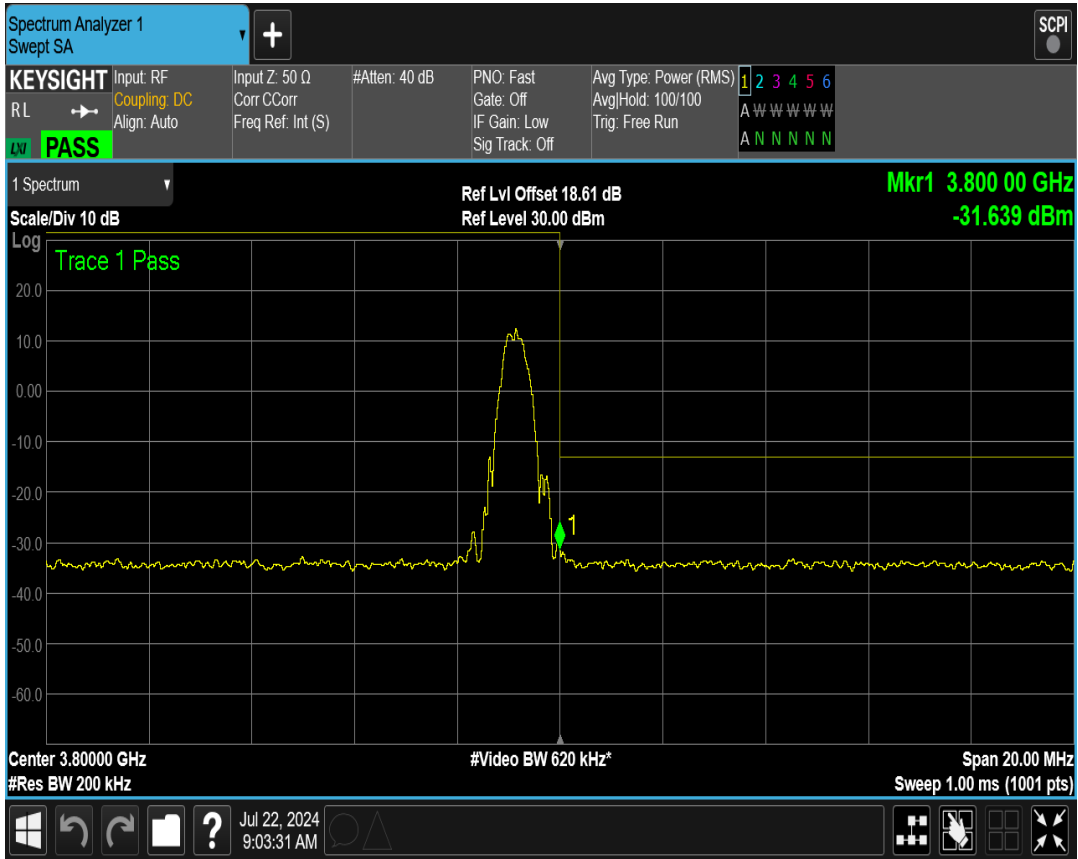 Spectrum Analyzer 1
Swept SA
+
SCPI
KEYSIGHT
RL
LXI PASS
Input: RF
Coupling: DC
Align: Auto
Input Z: 50 Ω
Corr CCorr
Freq Ref: Int (S)
#Atten: 40 dB
PNO: Fast
Gate: Off
IF Gain: Low
Sig Track: Off
Avg Type: Power (RMS)
Avg|Hold: 100/100
Trig: Free Run
1 2 3 4 5 6
A W W W W W
A N N N N N
1 Spectrum
Scale/Div 10 dB
Ref Lvl Offset 18.61 dB
Ref Level 30.00 dBm
Mkr1 3.800 00 GHz
-31.639 dBm
Log
Trace 1 Pass
20.0
10.0
0.00
-10.0
-20.0
1
-30.0
-40.0
-50.0
-60.0
Center 3.80000 GHz
#Video BW 620 kHz*
Span 20.00 MHz
#Res BW 200 kHz
Sweep 1.00 ms (1001 pts)
?
Jul 22, 2024
9:03:31 AM